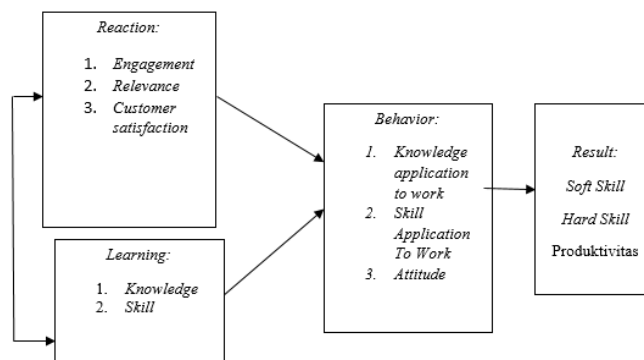 Reaction:
1. Engagement
2. Relevance
3. Customer
satisfaction
Learning:
1. Knowledge
2. Skill
Behavior:
1. Knowledge
application
to work
2. Skill
Application
To Work
3. Attitude
Result:
Soft Skill
Hard Skill
Produktivitas